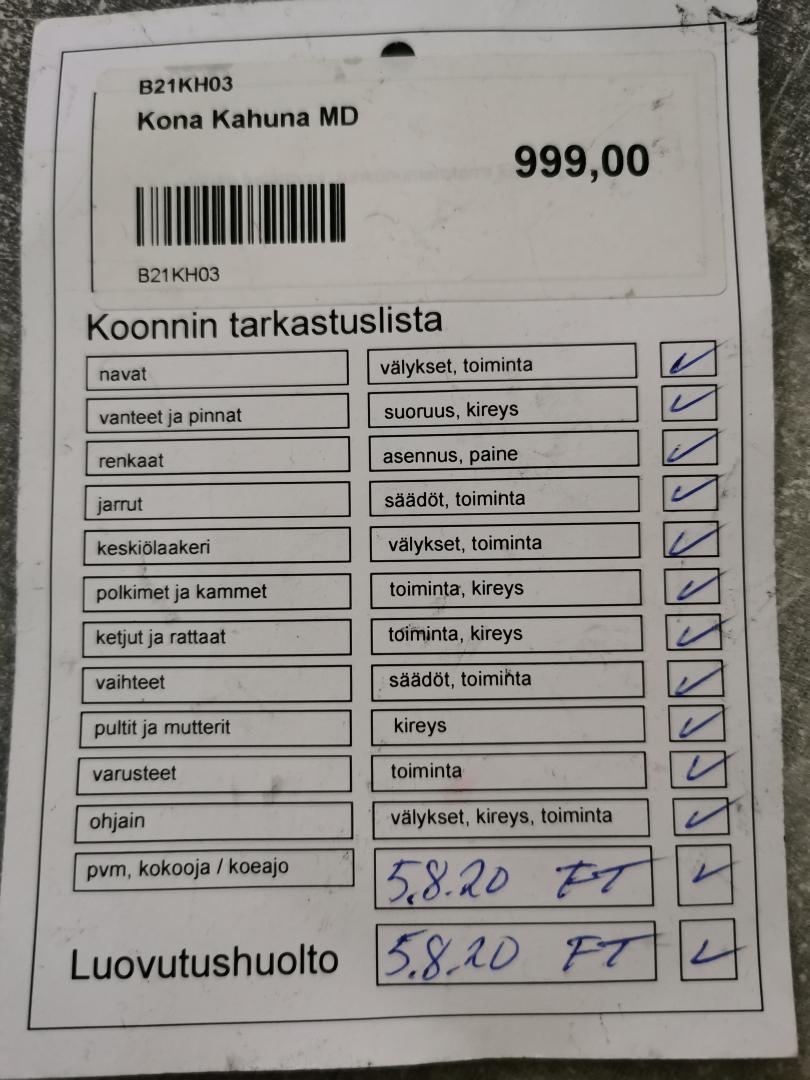 B21KH03
Kona Kahuna MD
999,00
B21KH03
Koonnin tarkastuslista
navat välykset, toiminta
vanteet ja pinnat suoruus, kireys
renkaat asennus, paine
jarrut säädöt, toiminta
keskiölaakeri välykset, toiminta
polkimet ja kammet toiminta, kireys
ketjut ja rattaat toiminta, kireys
vaihteet säädöt, toiminta
pultit ja mutterit kireys
varusteet toiminta
ohjain välykset, kireys, toiminta
pvm, kokooja / koeajo 5.8.20 FT
Luovutushuolto 5.8.20 FT